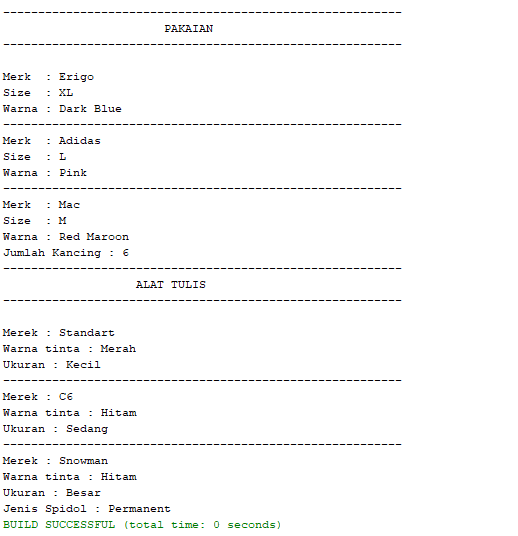 ---------------------------------------------------------
PAKAIAN
---------------------------------------------------------
Merk  : Erigo
Size  : XL
Warna : Dark Blue
---------------------------------------------------------
Merk  : Adidas
Size  : L
Warna : Pink
---------------------------------------------------------
Merk  : Mac
Size  : M
Warna : Red Maroon
Jumlah Kancing : 6
---------------------------------------------------------
ALAT TULIS
---------------------------------------------------------
Merek : Standart
Warna tinta : Merah
Ukuran : Kecil
---------------------------------------------------------
Merek : C6
Warna tinta : Hitam
Ukuran : Sedang
---------------------------------------------------------
Merek : Snowman
Warna tinta : Hitam
Ukuran : Besar
Jenis Spidol : Permanent
BUILD SUCCESSFUL (total time: 0 seconds)